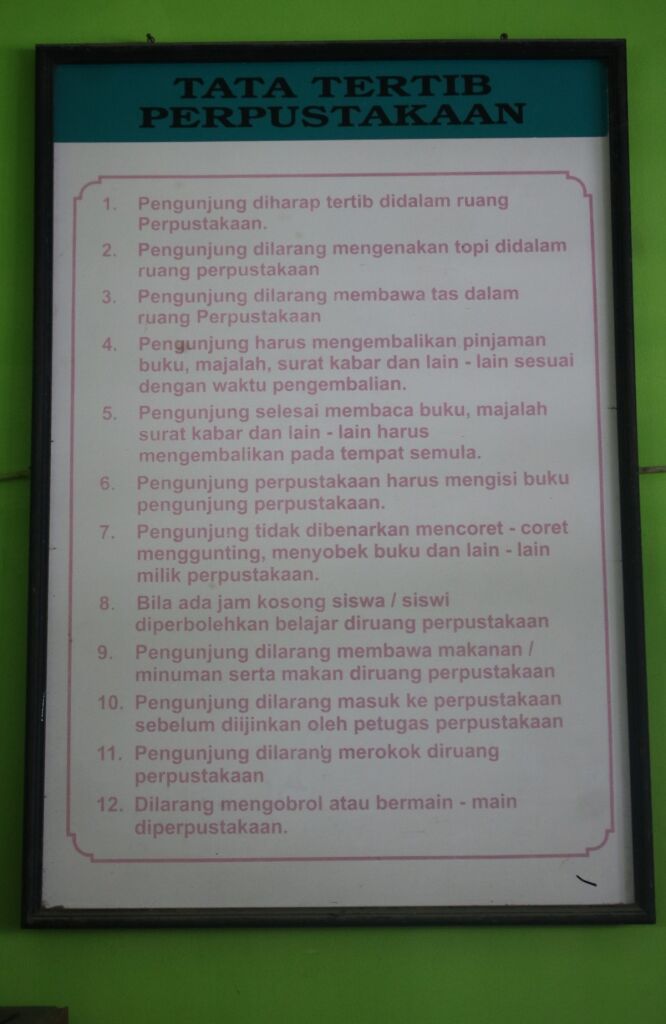 TATA TERTIB
PERPUSTAKAAN
1. Pengunjung diharap tertib didalam ruang
Perpustakaan.
2. Pengunjung dilarang mengenakan topi didalam
ruang perpustakaan
3. Pengunjung dilarang membawa tas dalam
ruang Perpustakaan
4. Pengunjung harus mengembalikan pinjaman
buku, majalah, surat kabar dan lain - lain sesuai
dengan waktu pengembalian.
5. Pengunjung selesai membaca buku, majalah
surat kabar dan lain - lain harus
mengembalikan pada tempat semula.
6. Pengunjung perpustakaan harus mengisi buku
pengunjung perpustakaan.
7. Pengunjung tidak dibenarkan mencoret - coret
menggunting, menyobek buku dan lain - lain
milik perpustakaan.
8. Bila ada jam kosong siswa / siswi
diperbolehkan belajar diruang perpustakaan
9. Pengunjung dilarang membawa makanan /
minuman serta makan diruang perpustakaan
10. Pengunjung dilarang masuk ke perpustakaan
sebelum diijinkan oleh petugas perpustakaan
11. Pengunjung dilarang merokok diruang
perpustakaan
12. Dilarang mengobrol atau bermain - main
diperpustakaan.